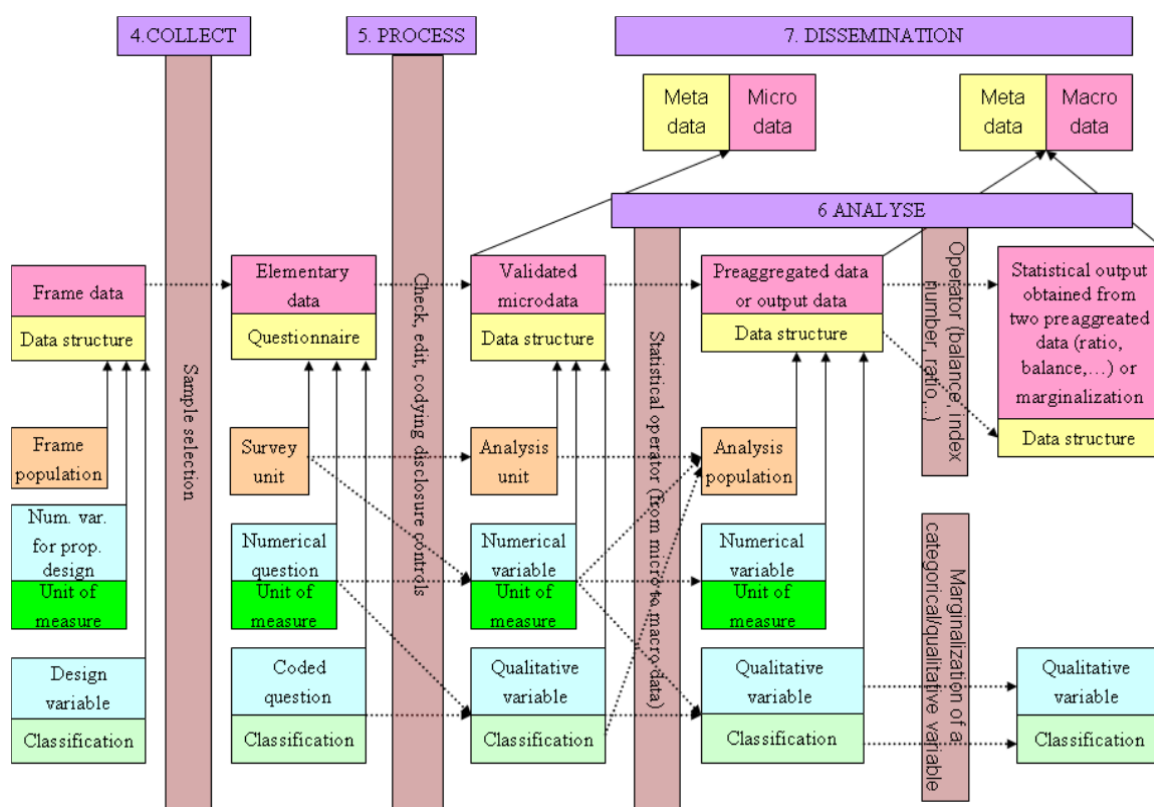 4.COLLECT
5. PROCESS
7. DISSEMINATION
Meta
data
Micro
data
Meta
data
Macro
data
6 ANALYSE
Frame data
Data structure
Elementary
data
Questionnaire
Validated
microdata
Data structure
Preaggregated data
or output data
Data structure
Statistical output
obtained from
two preaggreated
data (ratio,
balance,...) or
marginalization
Data structure
Sample selection
Check, edit, codying disclosure controls
Statistical operator (from micro to macro data)
Operator (balance, index
number, ratio,..)
Frame
population
Survey
unit
Analysis
unit
Analysis
population
Num. var.
for prop.
design
Unit of
measure
Numerical
question
Unit of
measure
Numerical
variable
Unit of
measure
Numerical
variable
Unit of
measure
Marginalization of a
categorical/qualitative variable
Design
variable
Classification
Coded
question
Classification
Qualitative
variable
Classification
Qualitative
variable
Classification
Qualitative
variable
Classification